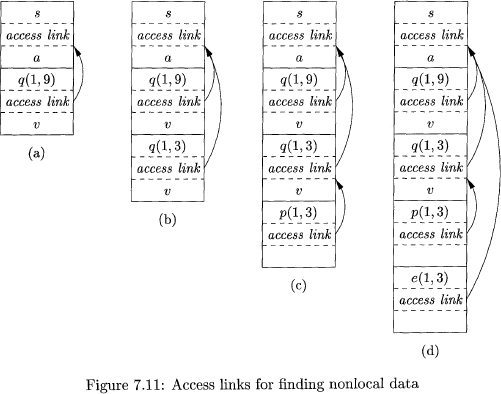 s
access link
a
q(1, 9)
access link
v
(a)
s
access link
a
q(1, 9)
access link
v
q(1, 3)
access link
v
(b)
s
access link
a
q(1, 9)
access link
v
q(1, 3)
access link
v
p(1, 3)
access link
(c)
s
access link
a
q(1, 9)
access link
v
q(1, 3)
access link
v
p(1, 3)
access link
e(1, 3)
access link
(d)
Figure 7.11: Access links for finding nonlocal data